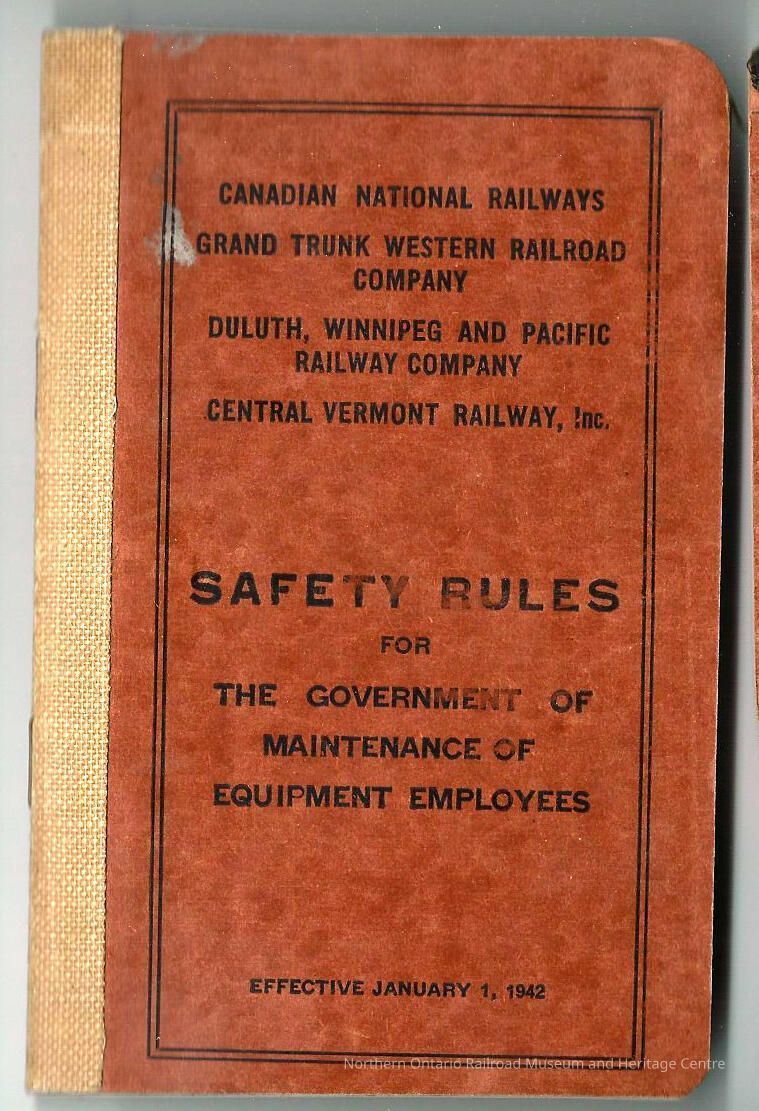 CANADIAN NATIONAL RAILWAYS
GRAND TRUNK WESTERN RAILROAD
COMPANY
DULUTH, WINNIPEG AND PACIFIC
RAILWAY COMPANY
CENTRAL VERMONT RAILWAY, Inc.
SAFETY RULES
FOR
THE GOVERNMENT OF
MAINTENANCE OF
EQUIPMENT EMPLOYEES
EFFECTIVE JANUARY 1, 1942
Northern Ontario Railroad Museum and Heritage Centre